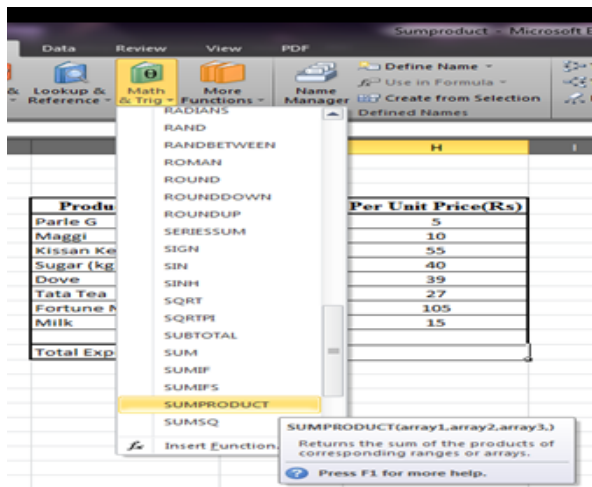 Sumproduct - Microsoft E
Data Review View PDF
Lookup & Reference
Math & Trig
More Functions
Name Manager
Define Name
Use in Formula
Create from Selection
Defined Names
H I
RADIANS
RAND
RANDBETWEEN
ROMAN
ROUND
ROUNDDOWN
ROUNDUP
SERIESSUM
SIGN
SIN
SINH
SQRT
SQRTPI
SUBTOTAL
SUM
SUMIF
SUMIFS
SUMPRODUCT
SUMSQ
fx Insert Function.
Produ Per Unit Price(Rs)
Parle G 5
Maggi 10
Kissan Ke 55
Sugar (kg 40
Dove 39
Tata Tea 27
Fortune 105
Milk 15
Total Exp
SUMPRODUCT(array1,array2,array3,)
Returns the sum of the products of
corresponding ranges or arrays.
Press F1 for more help.